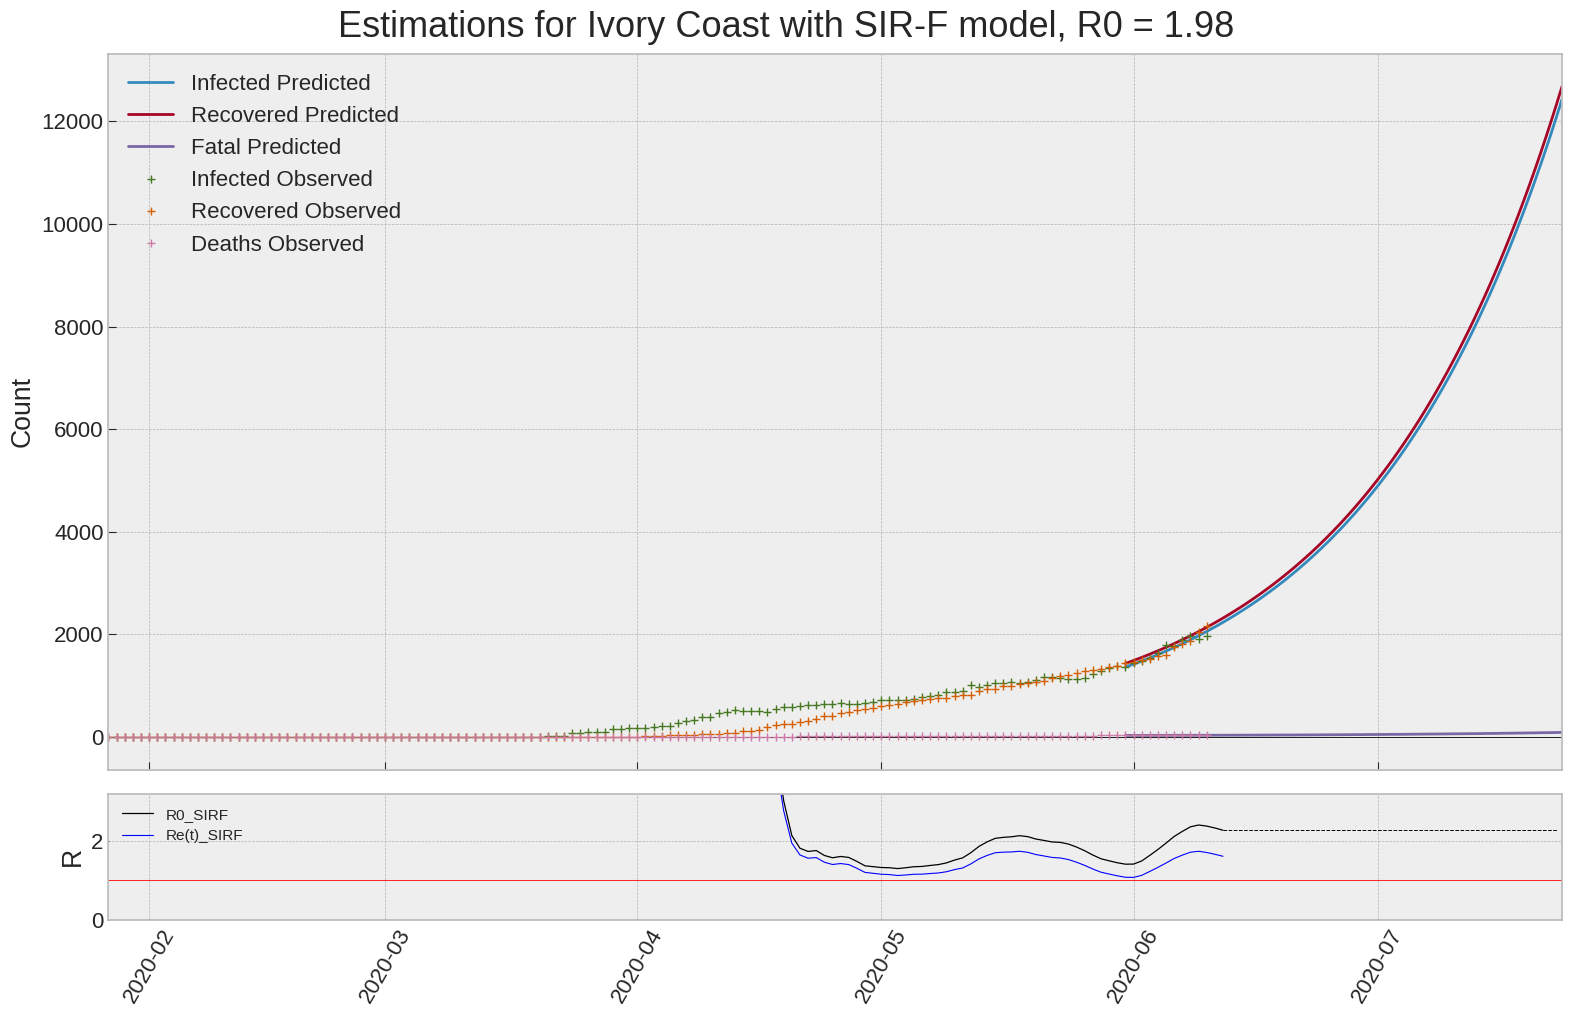 Estimations for Ivory Coast with SIR-F model, R0 = 1.98
Infected Predicted
Recovered Predicted
Fatal Predicted
Infected Observed
Recovered Observed
Deaths Observed
12000
10000
8000
6000
4000
2000
0
Count
R0_SIRF
Re(t)_SIRF
2
0
R
2020-02
2020-03
2020-04
2020-05
2020-06
2020-07